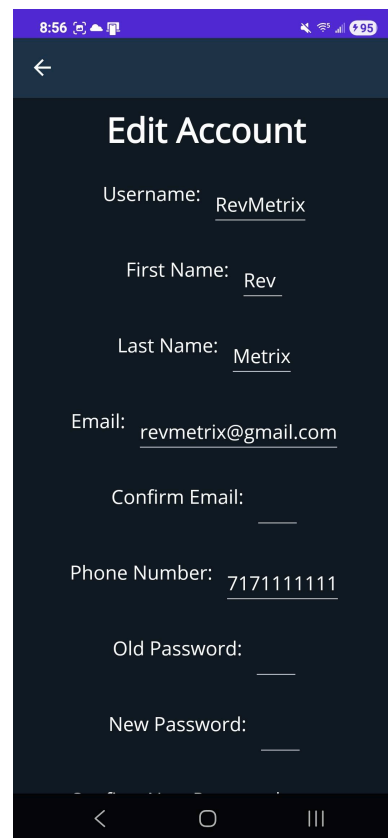 8:56 95
Edit Account
Username: RevMetrix
First Name: Rev
Last Name: Metrix
Email: revmetrix@gmail.com
Confirm Email:
Phone Number: 7171111111
Old Password:
New Password: